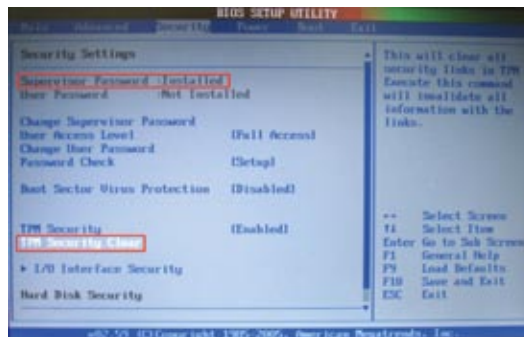 BIOS SETUP UTILITY
Main Advanced Security Power Boot Exit
Security Settings
Supervisor Password :Installed
User Password :Not Installed
Change Supervisor Password
User Access Level [Full Access]
Change User Password
Password Check [Setup]
Boot Sector Virus Protection [Disabled]
TPM Security [Enabled]
TPM Security Clear
▶ I/O Interface Security
Hard Disk Security
This will clear all
security links in TPM
Execute this command
will invalidate all
information with the
links.
↔ Select Screen
↑↓ Select Item
Enter Go to Sub Screen
F1 General Help
F9 Load Defaults
F10 Save and Exit
ESC Exit
v02.59 (C)Copyright 1985-2005, American Megatrends, Inc.